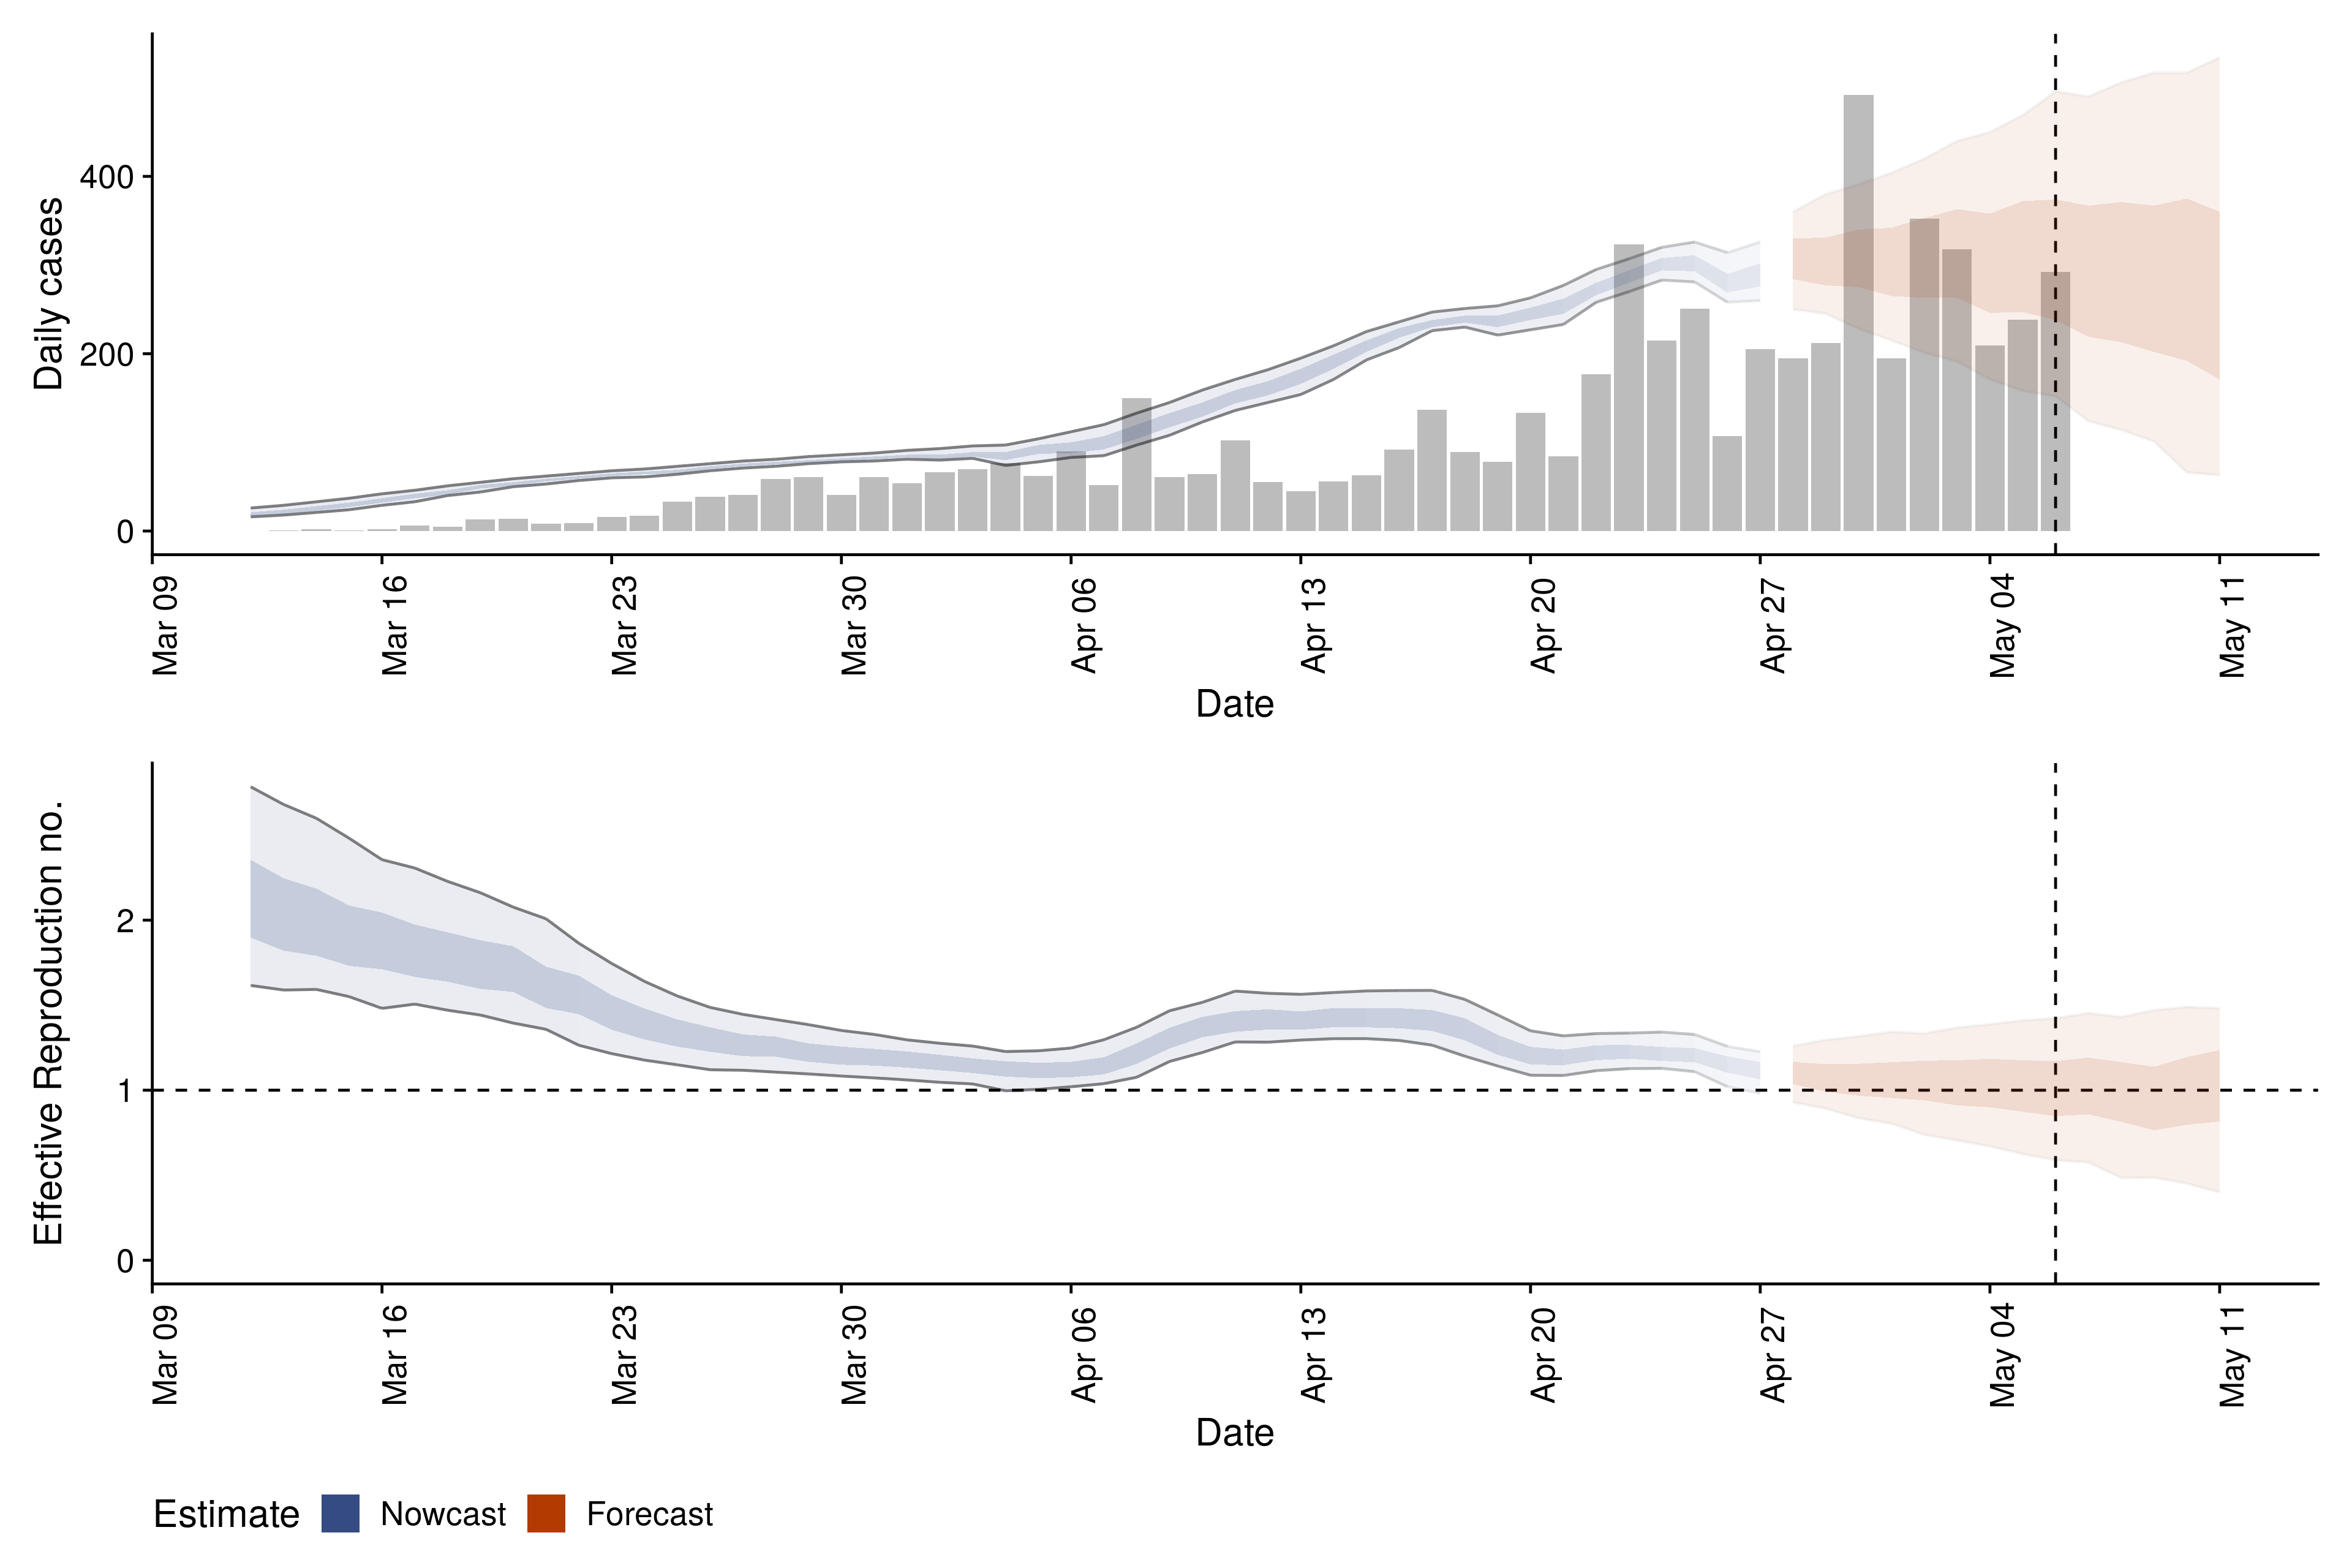 Daily cases
400
200
0
Mar 09
Mar 16
Mar 23
Mar 30
Apr 06
Apr 13
Apr 20
Apr 27
May 04
May 11
Date
Effective Reproduction no.
2
1
0
Mar 09
Mar 16
Mar 23
Mar 30
Apr 06
Apr 13
Apr 20
Apr 27
May 04
May 11
Date
Estimate Nowcast Forecast